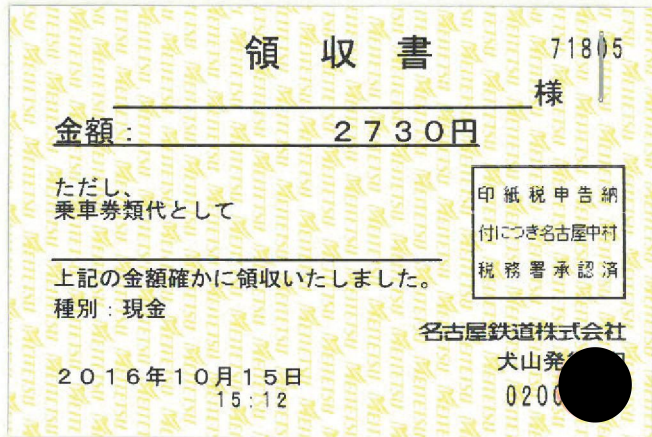 領収書
71805
様
金額: 2730円
ただし、
乗車券類代として
印紙税申告納
付につき名古屋中村
税務署承認済
上記の金額確かに領収いたしました。
種別:現金
名古屋鉄道株式会社
犬山発
2016年10月15日
0200
15:12